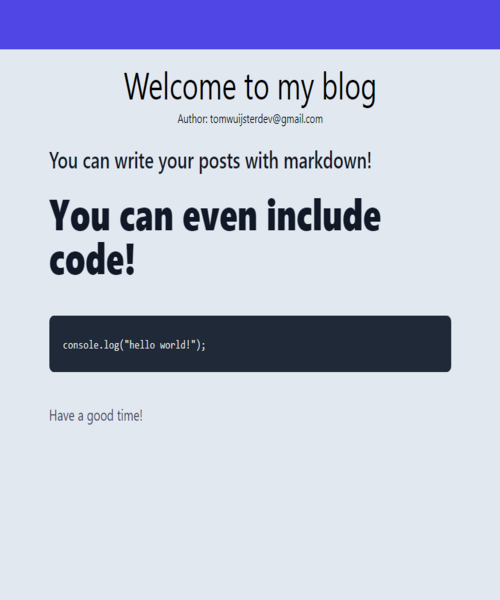 Welcome to my blog
Author: tomwuijsterdev@gmail.com
You can write your posts with markdown!
You can even include
code!
console.log("hello world!");
Have a good time!